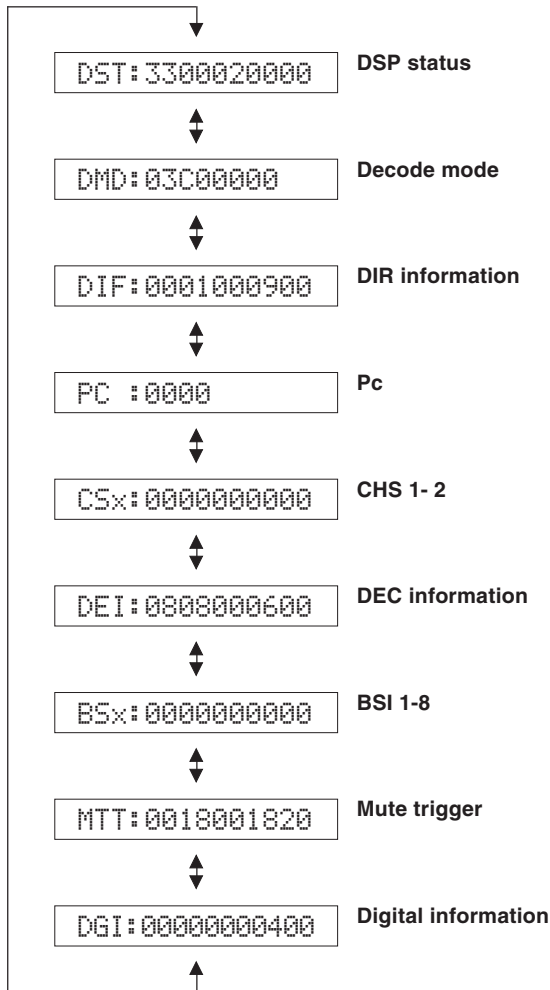 DST:3300020000 DSP status
DMD:03C00000 Decode mode
DIF:0001000900 DIR information
PC :0000 Pc
CSx:0000000000 CHS 1- 2
DEI:0808000600 DEC information
BSx:0000000000 BSI 1-8
MTT:0018001820 Mute trigger
DGI:00000000400 Digital information